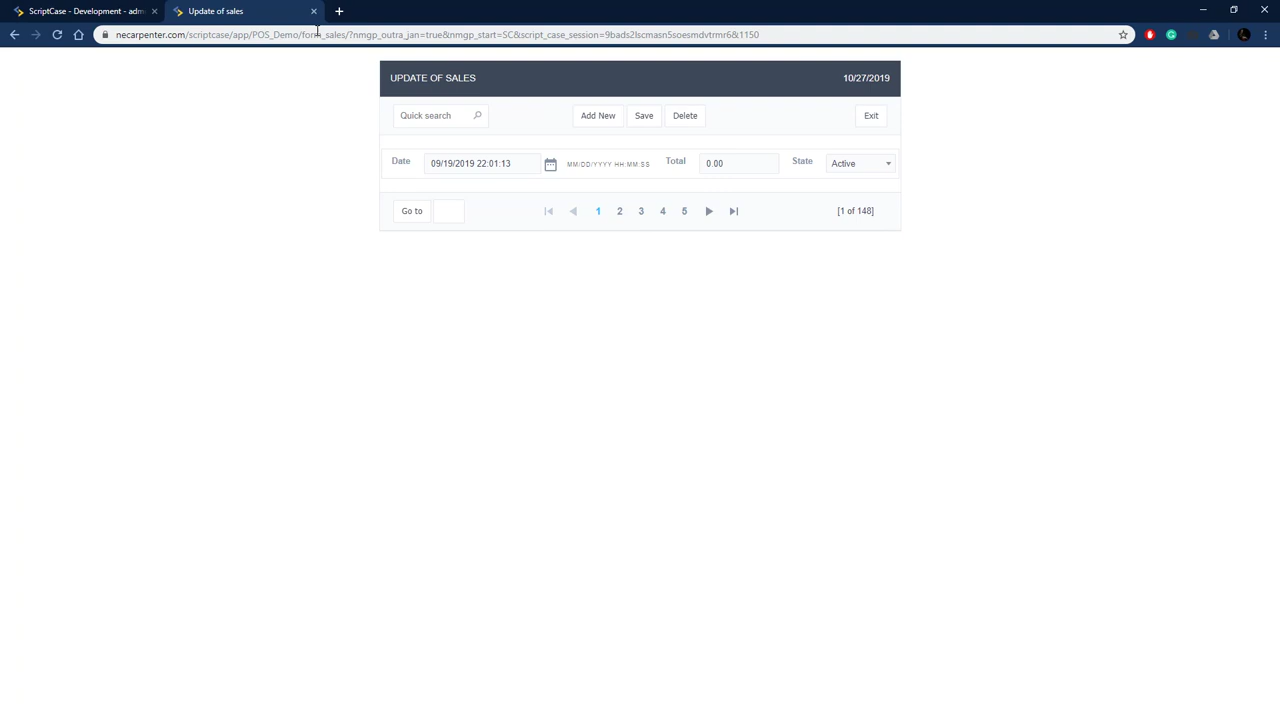 ScriptCase - Development - adm
Update of sales
necarpenter.com/scriptcase/app/POS_Demo/form_sales/?nmgp_outra_jan=true&nmgp_start=SC&script_case_session=9bads2lscmasn5soesmdvtrmr6&1150
UPDATE OF SALES 10/27/2019
Quick search Add New Save Delete Exit
Date 09/19/2019 22:01:13 MM/DD/YYYY HH:MM:SS Total 0.00 State Active
Go to 1 2 3 4 5 [1 of 148]